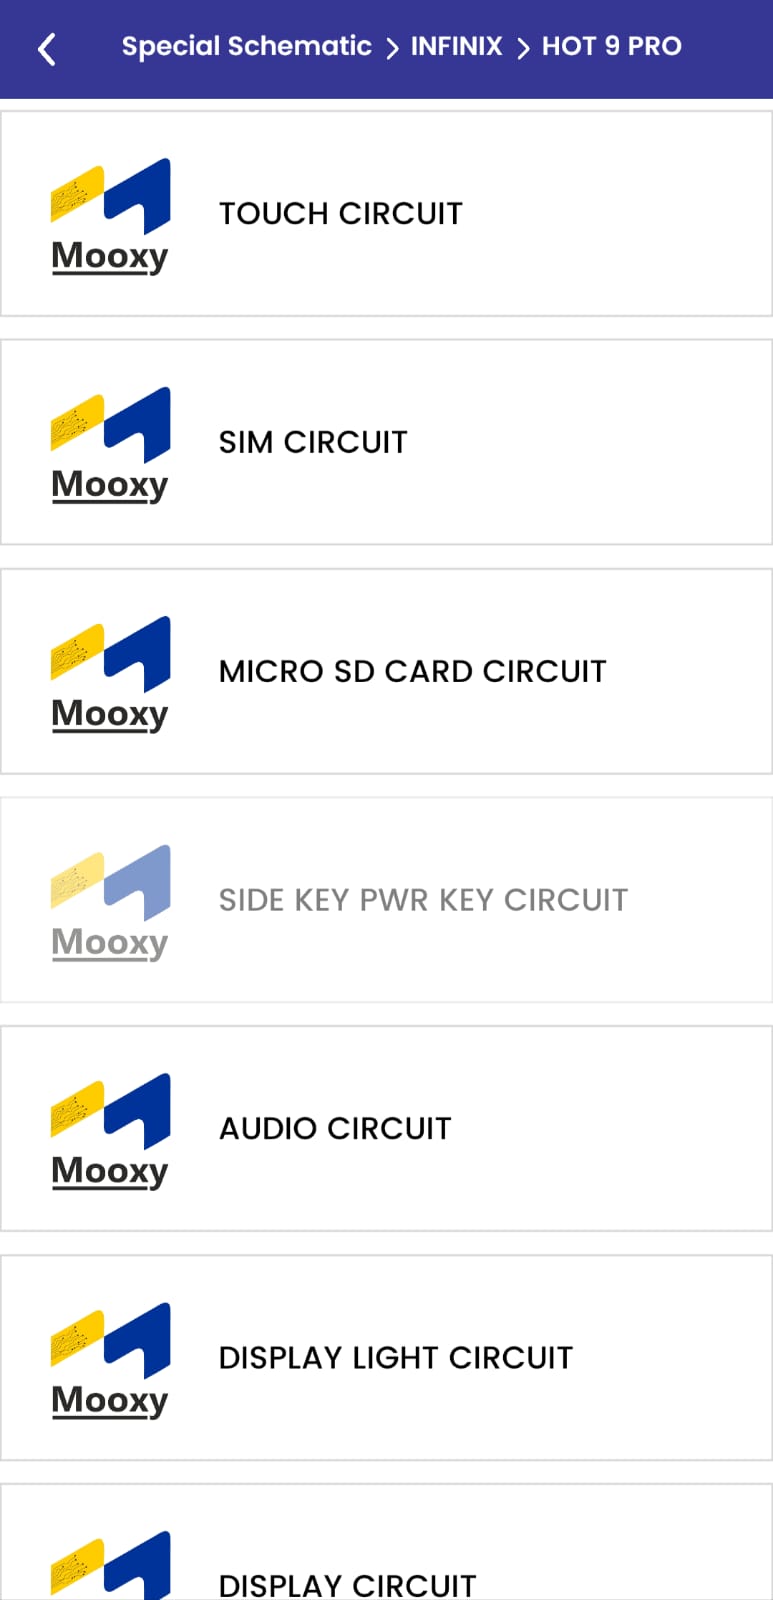 Special Schematic > INFINIX > HOT 9 PRO
Mooxy
TOUCH CIRCUIT
Mooxy
SIM CIRCUIT
Mooxy
MICRO SD CARD CIRCUIT
Mooxy
SIDE KEY PWR KEY CIRCUIT
Mooxy
AUDIO CIRCUIT
Mooxy
DISPLAY LIGHT CIRCUIT
DISPLAY CIRCUIT